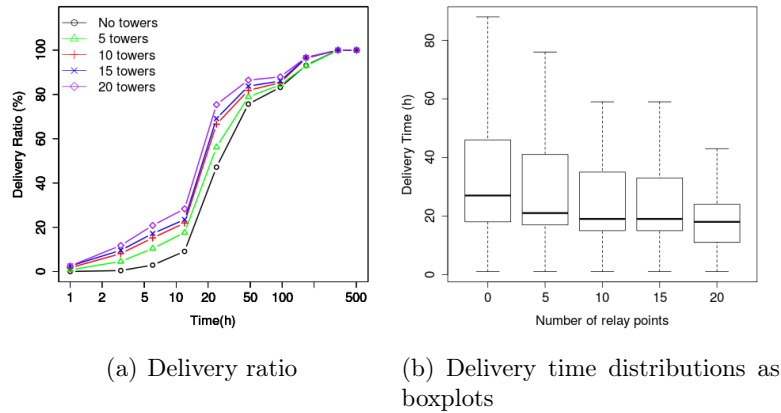 No towers
5 towers
10 towers
15 towers
20 towers
Delivery Ratio (%)
100
80
60
40
20
0
1 2 5 10 20 50 100 500
Time(h)
Delivery Time (h)
80
60
40
20
0
0 5 10 15 20
Number of relay points
(a) Delivery ratio
(b) Delivery time distributions as
boxplots